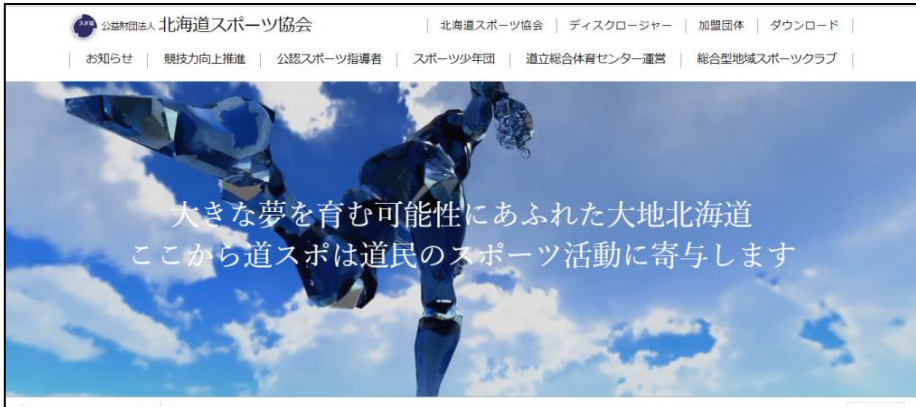 スポ協 公益財団法人 北海道スポーツ協会
北海道スポーツ協会 | ディスクロージャー | 加盟団体 | ダウンロード
お知らせ | 競技力向上推進 | 公認スポーツ指導者 | スポーツ少年団 | 道立総合体育センター運営 | 総合型地域スポーツクラブ
大きな夢を育む可能性にあふれた大地北海道
ここから道スポは道民のスポーツ活動に寄与します